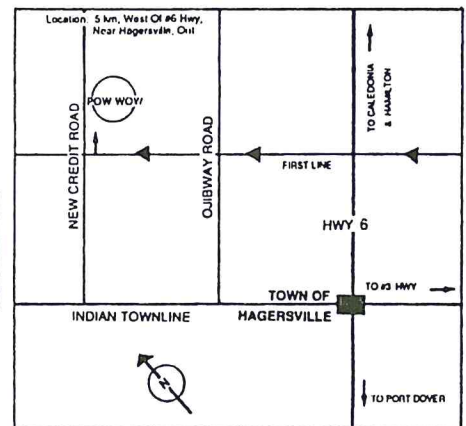 Location: 5 km, West Of #6 Hwy,
Near Hagersville, Ont
POW WOW
TO CALEDONIA
& HAMILTON
NEW CREDIT ROAD
OJIBWAY ROAD
FIRST LINE
HWY 6
TO #3 HWY
TOWN OF
HAGERSVILLE
INDIAN TOWNLINE
N
TO PORT DOVER